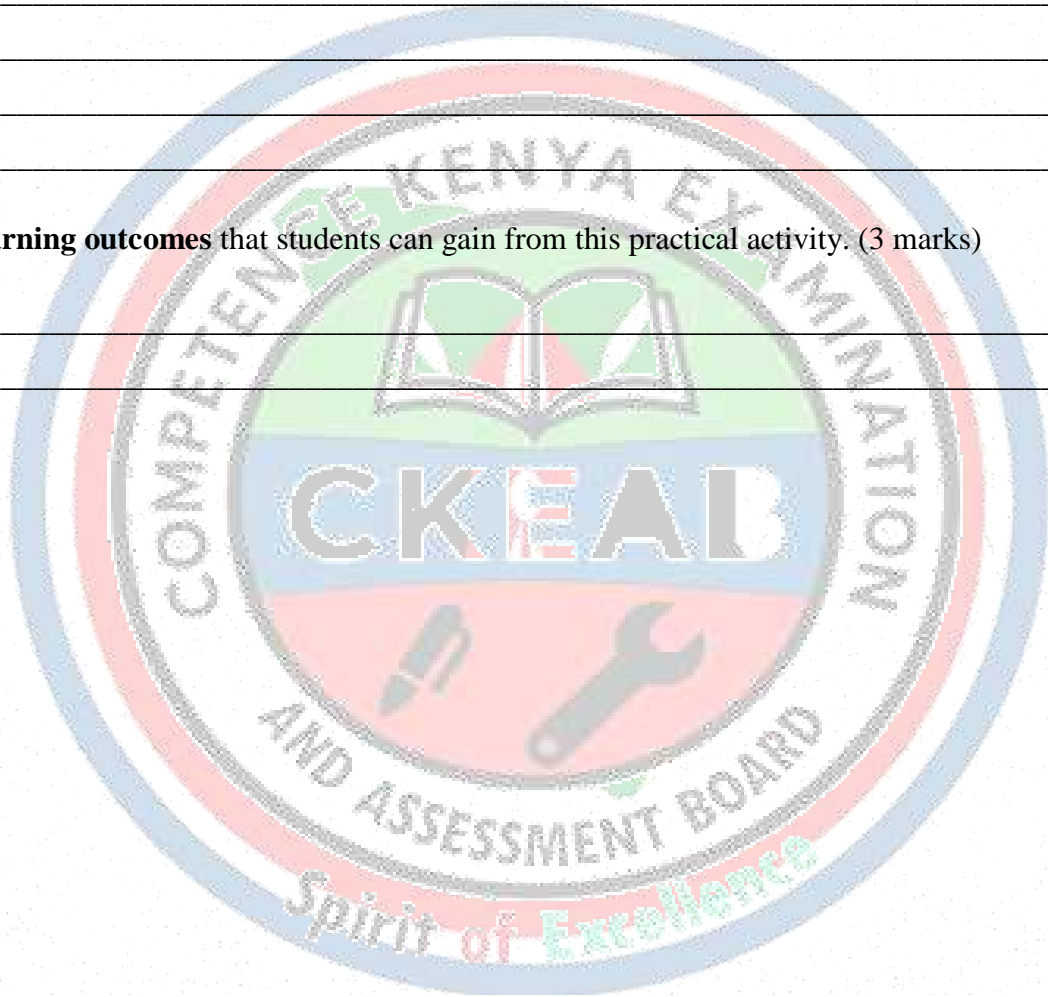 COMPETENCE KENYA EXAMINATION
rning outcomes that students can gain from this practical activity. (3 marks)
CKEAB
AND ASSESSMENT BOARD
Spirit of Excellence